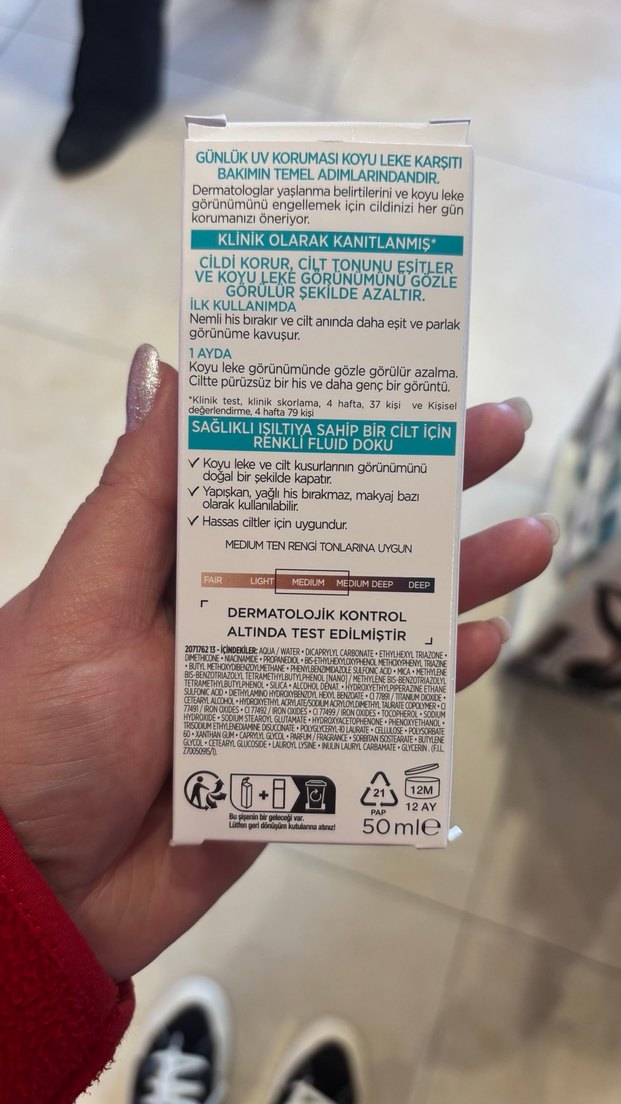 GÜNLÜK UV KORUMASI KOYU LEKE KARŞITI
BAKIMIN TEMEL ADIMLARINDANDIR.
Dermatologlar yaşlanma belirtilerini ve koyu leke
görünümünü engellemek için cildinizi her gün
korumanızı öneriyor.
KLİNİK OLARAK KANITLANMIŞ*
CİLDİ KORUR, CİLT TONUNU EŞİTLER
VE KOYU LEKE GÖRÜNÜMÜNÜ GÖZLE
GÖRÜLÜR ŞEKİLDE AZALTIR.
İLK KULLANIMDA
Nemli his bırakır ve cilt anında daha eşit ve parlak
görünüme kavuşur.
1 AYDA
Koyu leke görünümünde gözle görülür azalma.
Ciltte pürüzsüz bir his ve daha genç bir görüntü.
*Klinik test, klinik skorlama, 4 hafta, 37 kişi ve Kişisel
değerlendirme, 4 hafta 79 kişi
SAĞLIKLI IŞILTIYA SAHİP BİR CİLT İÇİN
RENKLİ FLUID DOKU
✓ Koyu leke ve cilt kusurlarının görünümünü
doğal bir şekilde kapatır.
✓ Yapışkan, yağlı his bırakmaz, makyaj bazı
olarak kullanılabilir.
✓ Hassas ciltler için uygundur.
MEDIUM TEN RENGİ TONLARINA UYGUN
FAIR LIGHT MEDIUM MEDIUM DEEP DEEP
DERMATOLOJİK KONTROL
ALTINDA TEST EDİLMİŞTİR
2071762 13 - İÇİNDEKİLER: AQUA / WATER • DICAPRYLYL CARBONATE • ETHYLHEXYL TRIAZONE •
DIMETHICONE • NIACINAMIDE • PROPANEDIOL • BIS-ETHYLHEXYLOXYPHENOL METHOXYPHENYL TRIAZINE
• BUTYL METHOXYDIBENZOYLMETHANE • PHENYLBENZIMIDAZOLE SULFONIC ACID • MICA • METHYLENE
BIS-BENZOTRIAZOLYL TETRAMETHYLBUTYLPHENOL [NANO] / METHYLENE BIS-BENZOTRIAZOLYL
TETRAMETHYLBUTYLPHENOL • SILICA • ALCOHOL DENAT. • HYDROXYETHYLPIPERAZINE ETHANE
SULFONIC ACID • DIETHYLAMINO HYDROXYBENZOYL HEXYL BENZOATE • CI 77891 / TITANIUM DIOXIDE •
CETEARYL ALCOHOL • HYDROXYETHYL ACRYLATE/SODIUM ACRYLOYLDIMETHYL TAURATE COPOLYMER • CI
77491 / IRON OXIDES • CI 77492 / IRON OXIDES • CI 77499 / IRON OXIDES • TOCOPHEROL • SODIUM
HYDROXIDE • SODIUM STEAROYL GLUTAMATE • HYDROXYACETOPHENONE • PHENOXYETHANOL •
TRISODIUM ETHYLENEDIAMINE DISUCCINATE • POLYGLYCERYL-10 LAURATE • CELLULOSE • POLYSORBATE
60 • XANTHAN GUM • CAPRYLYL GLYCOL • PARFUM / FRAGRANCE • SORBITAN ISOSTEARATE • BUTYLENE
GLYCOL • CETEARYL GLUCOSIDE • LAUROYL LYSINE • INULIN LAURYL CARBAMATE • GLYCERIN . (F.I.L.
Z70050915/1).
Bu şişenin bir geleceği var.
Lütfen geri dönüşüm kutularına atınız!
21
PAP
12M
12 AY
50 ml e